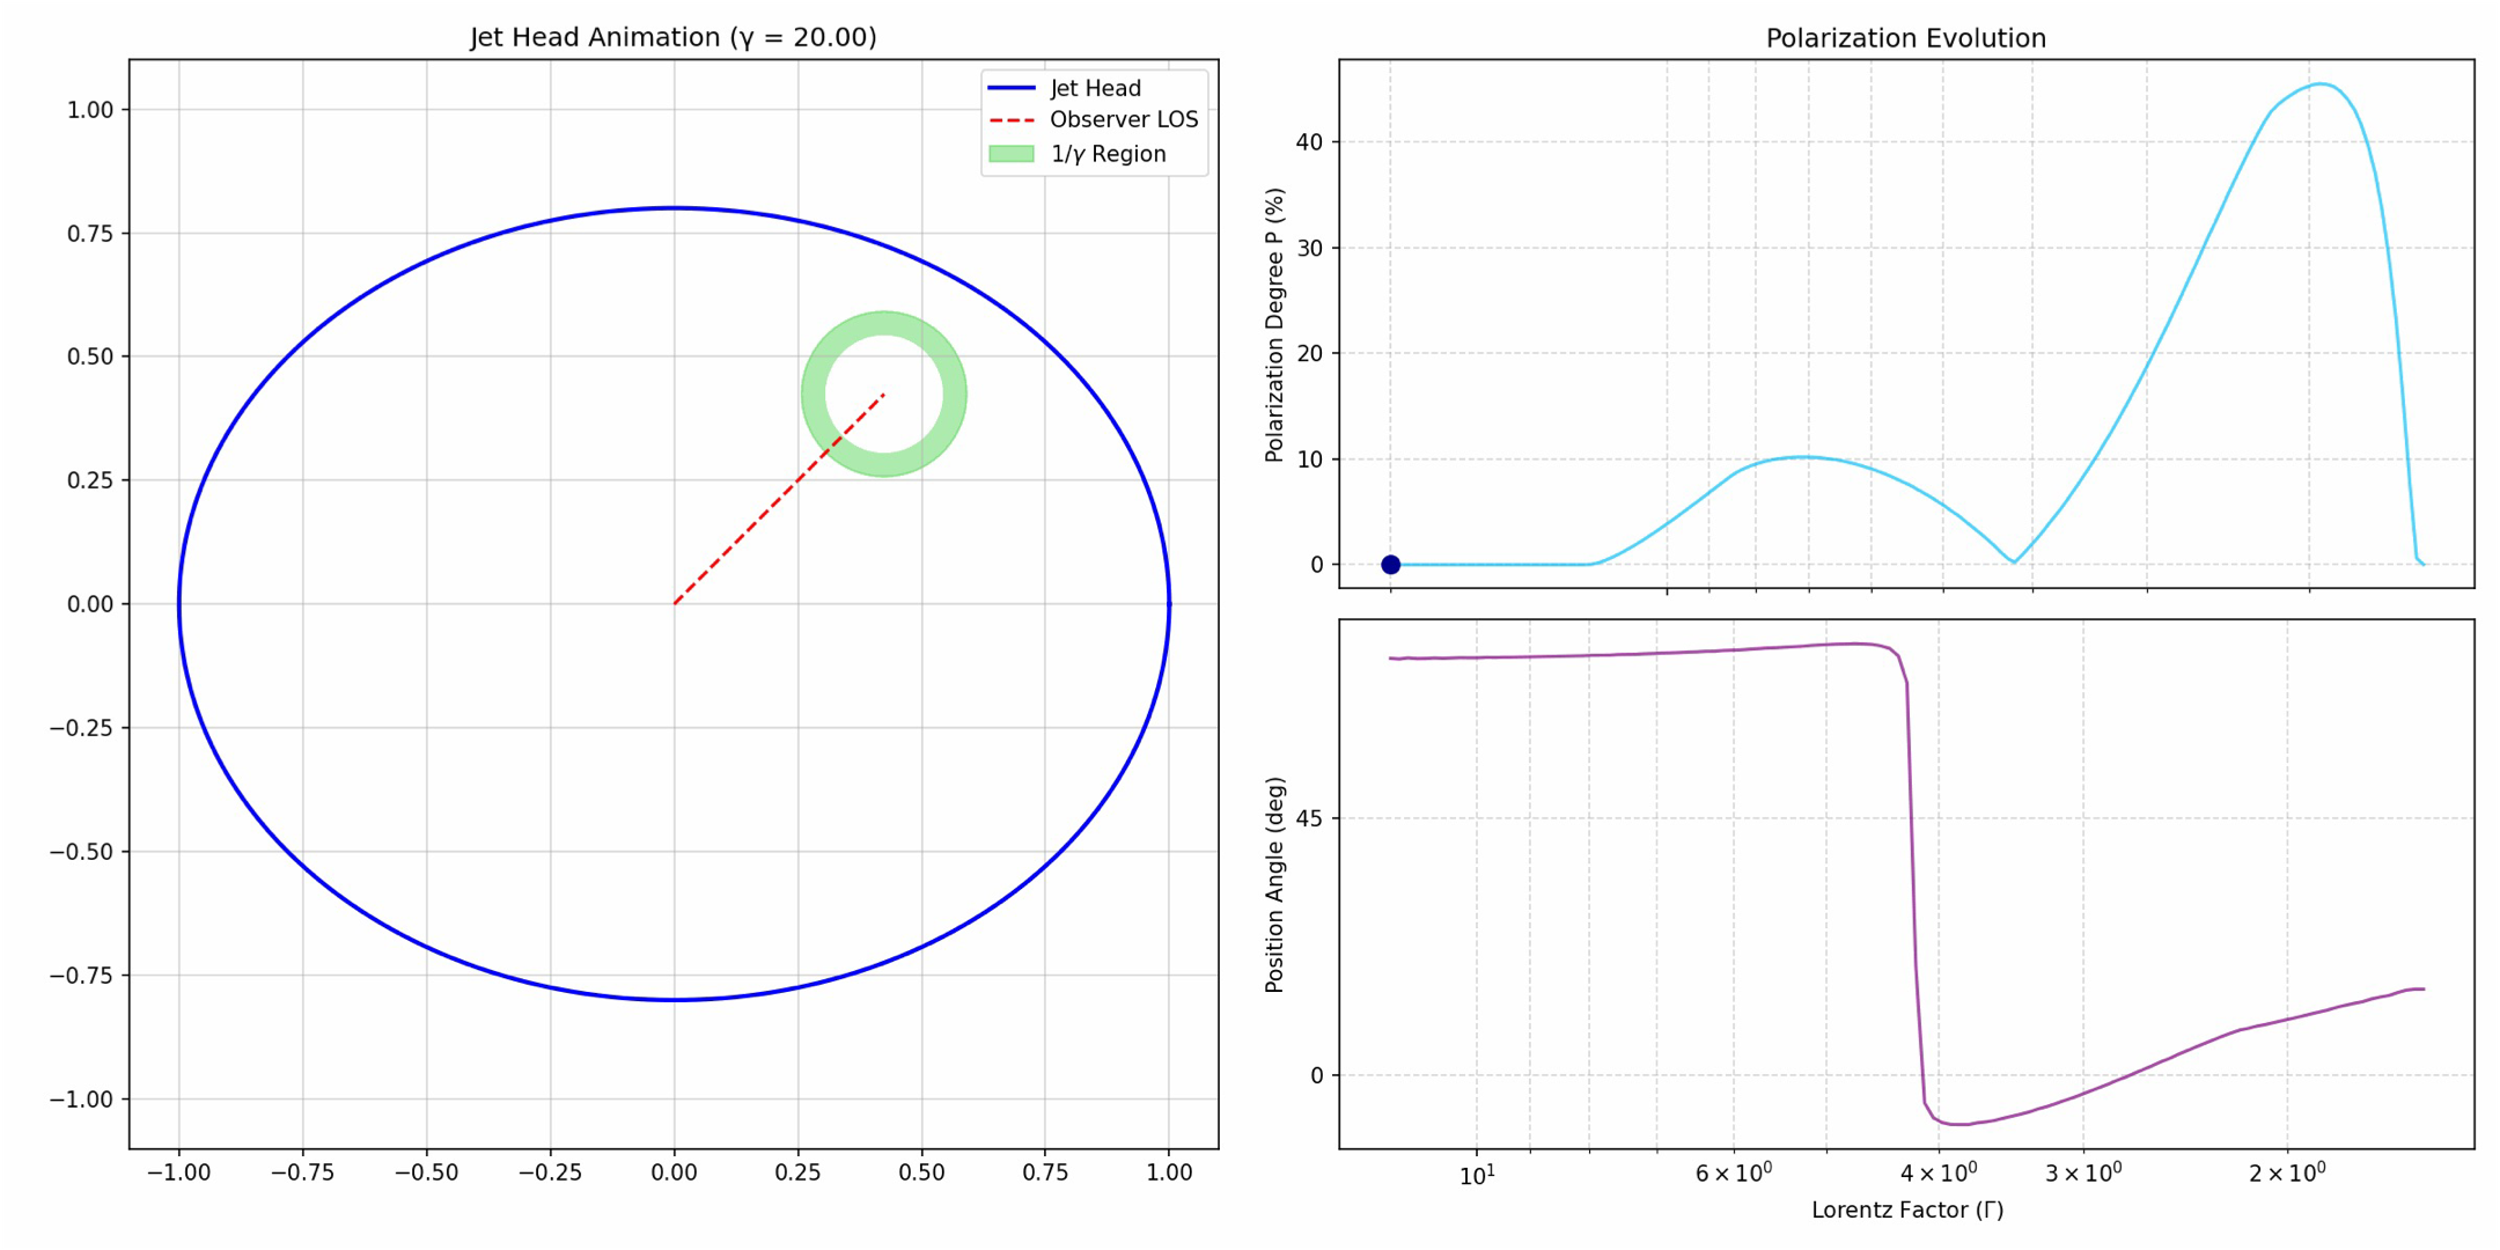 Jet Head Animation (γ = 20.00)
Jet Head
Observer LOS
1/γ Region
1.00
0.75
0.50
0.25
0.00
−0.25
−0.50
−0.75
−1.00
−1.00 −0.75 −0.50 −0.25 0.00 0.25 0.50 0.75 1.00
Polarization Evolution
Polarization Degree P (%)
40
30
20
10
0
Position Angle (deg)
45
0
10¹ 6 × 10⁰ 4 × 10⁰ 3 × 10⁰ 2 × 10⁰
Lorentz Factor (Γ)